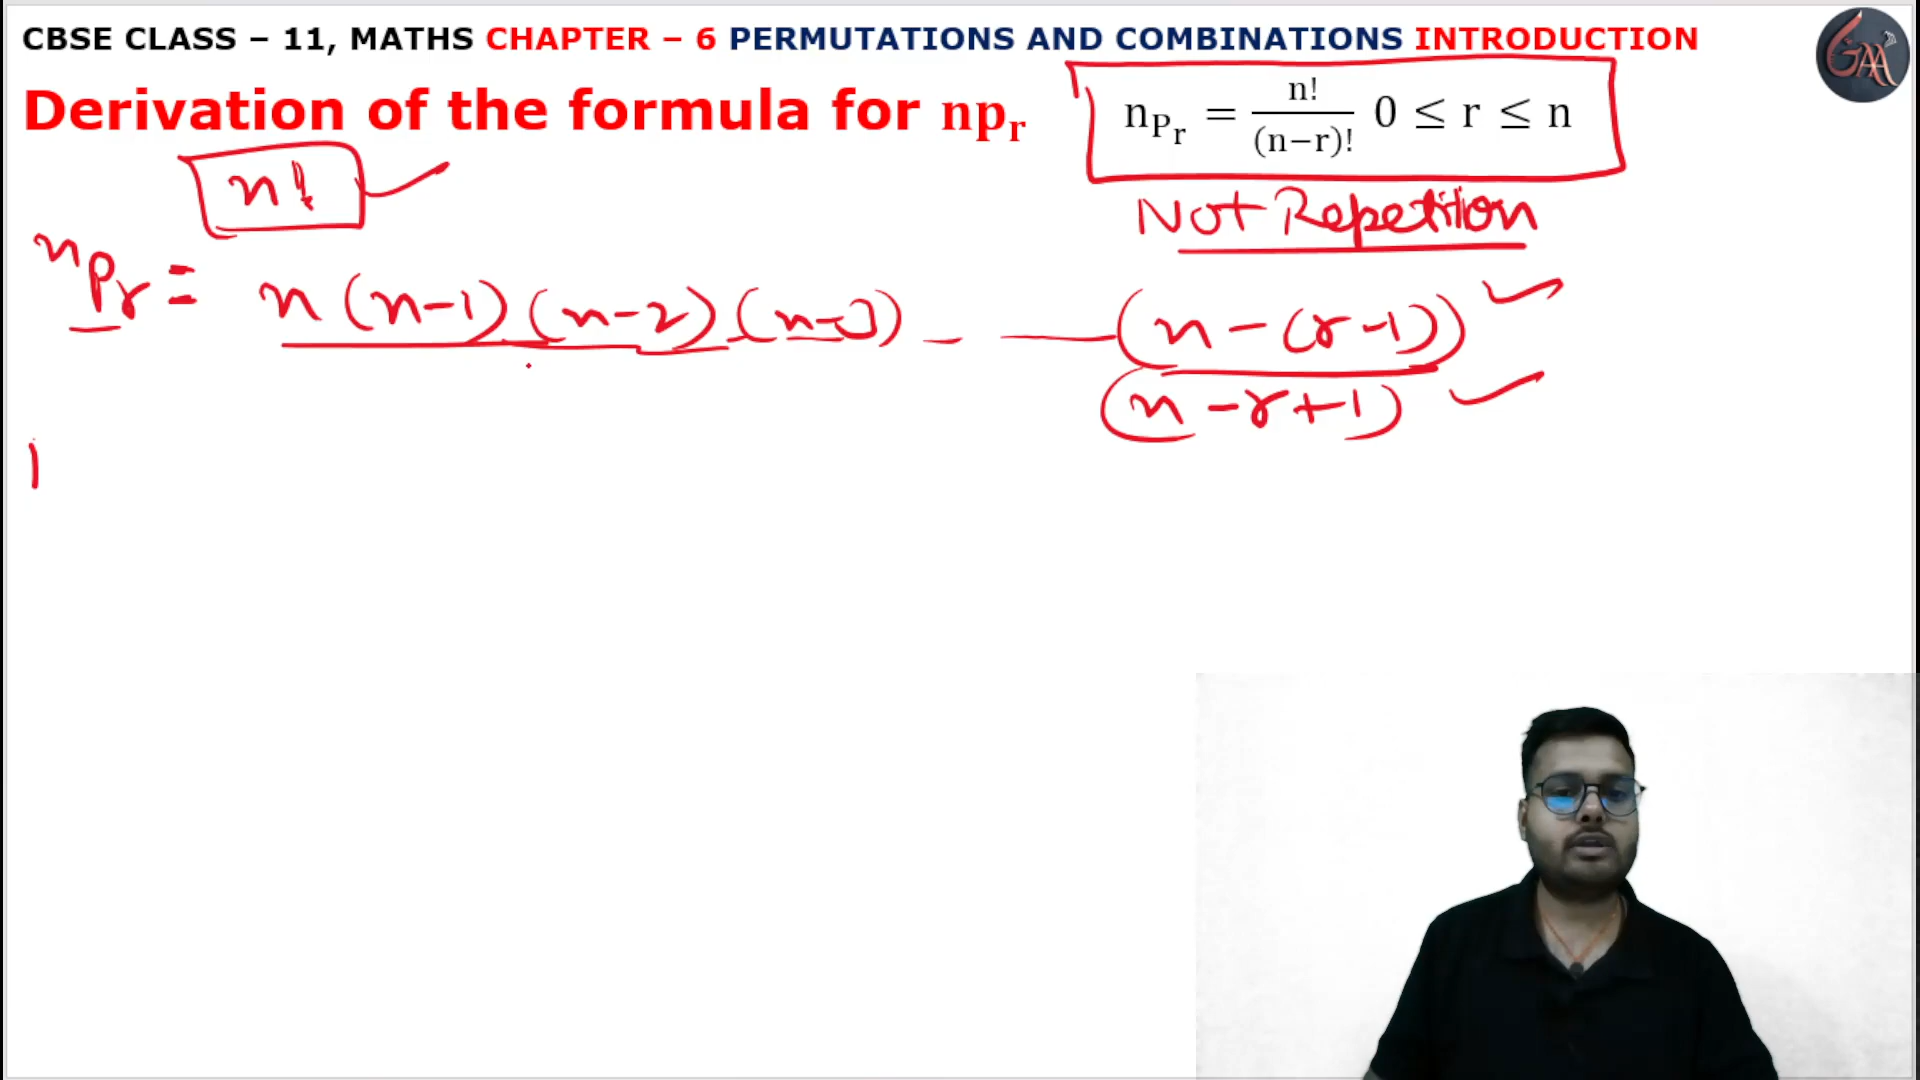 CBSE CLASS – 11, MATHS CHAPTER – 6 PERMUTATIONS AND COMBINATIONS INTRODUCTION
Derivation of the formula for npᵣ
nPᵣ = n!/(n−r)! 0 ≤ r ≤ n
n!
Not Repetition
ⁿPᵣ = n(n-1)(n-2)(n-3) - — (n-(r-1))
(n-r+1)